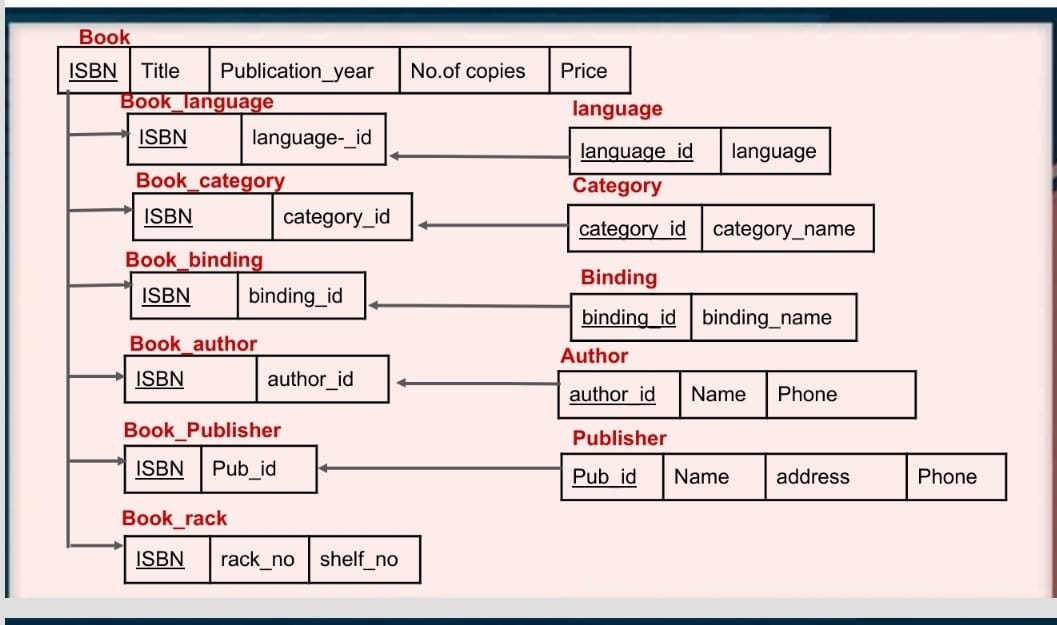 Book
ISBN Title Publication_year No.of copies Price
Book_language
ISBN language-_id
language
language_id language
Book_category
ISBN category_id
Category
category_id category_name
Book_binding
ISBN binding_id
Binding
binding_id binding_name
Book_author
ISBN author_id
Author
author_id Name Phone
Book_Publisher
ISBN Pub_id
Publisher
Pub_id Name address Phone
Book_rack
ISBN rack_no shelf_no